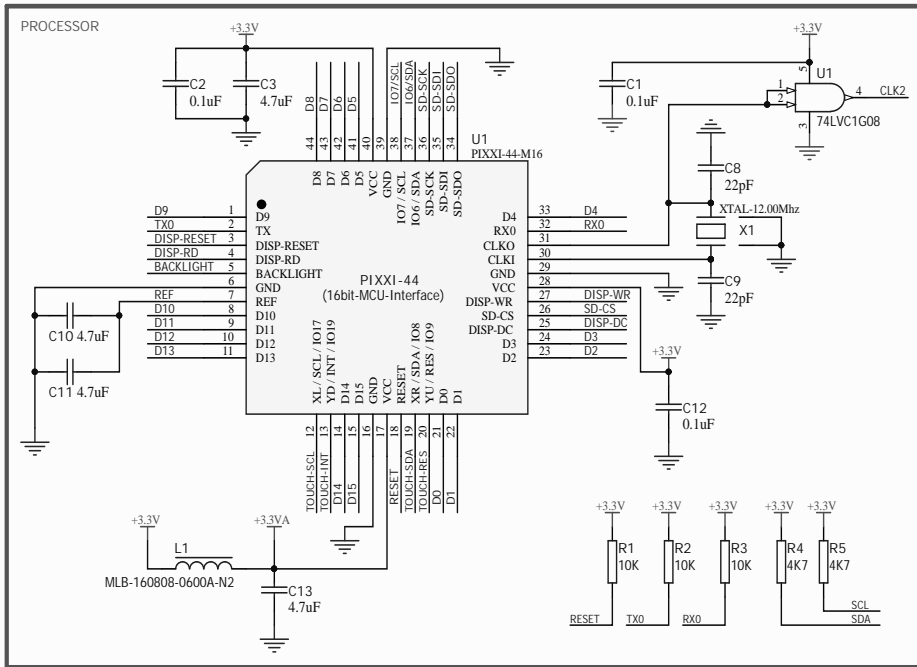 PROCESSOR
+3.3V
C2
0.1uF
C3
4.7uF
D8
D7
D6
D5
IO7/SCL
IO6/SDA
SD-SCK
SD-SDI
SD-SDO
44
43
42
41
40
39
38
37
36
35
34
U1
PIXXI-44-M16
D8
D7
D6
D5
VCC
GND
IO7 / SCL
IO6 / SDA
SD-SCK
SD-SDI
SD-SDO
+3.3V
C1
0.1uF
5
U1
1
2
4
CLK2
3
74LVC1G08
C8
22pF
XTAL-12.00Mhz
X1
C9
22pF
D9 1 D9
TX0 2 TX
DISP-RESET 3 DISP-RESET
DISP-RD 4 DISP-RD
BACKLIGHT 5 BACKLIGHT
6 GND
REF 7 REF
D10 8 D10
D11 9 D11
D12 10 D12
D13 11 D13
PIXXI-44
(16bit-MCU-Interface)
D4 33 D4
RX0 32 RX0
CLKO 31
CLKI 30
GND 29
VCC 28
DISP-WR 27 DISP-WR
SD-CS 26 SD-CS
DISP-DC 25 DISP-DC
D3 24 D3
D2 23 D2
C10 4.7uF
C11 4.7uF
XL / SCL / IO17
YD / INT / IO19
D14
D15
GND
VCC
RESET
XR / SDA / IO8
YU / RES / IO9
D0
D1
12
13
14
15
16
17
18
19
20
21
22
TOUCH-SCL
TOUCH-INT
D14
D15
RESET
TOUCH-SDA
TOUCH-RES
D0
D1
+3.3V
C12
0.1uF
+3.3V
+3.3VA
L1
MLB-160808-0600A-N2
C13
4.7uF
+3.3V
+3.3V
+3.3V
+3.3V
+3.3V
R1
10K
R2
10K
R3
10K
R4
4K7
R5
4K7
RESET
TX0
RX0
SCL
SDA